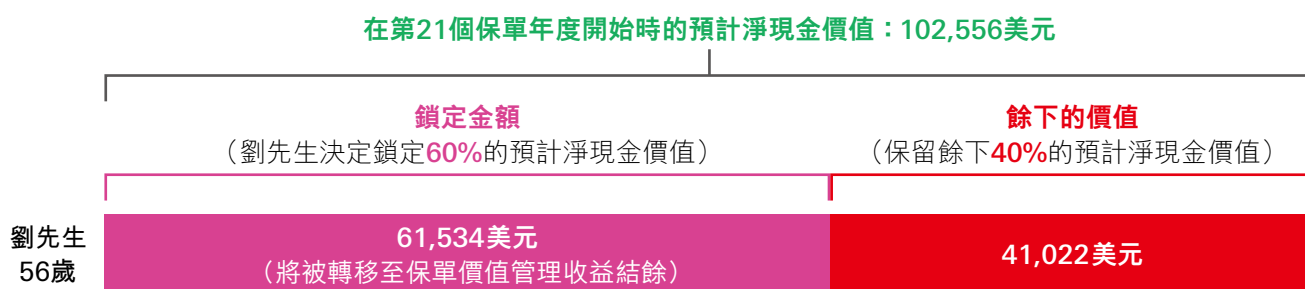 在第21個保單年度開始時的預計淨現金價值：102,556美元
鎖定金額
（劉先生決定鎖定60%的預計淨現金價值）
餘下的價值
（保留餘下40%的預計淨現金價值）
劉先生
56歲
61,534美元
（將被轉移至保單價值管理收益結餘）
41,022美元